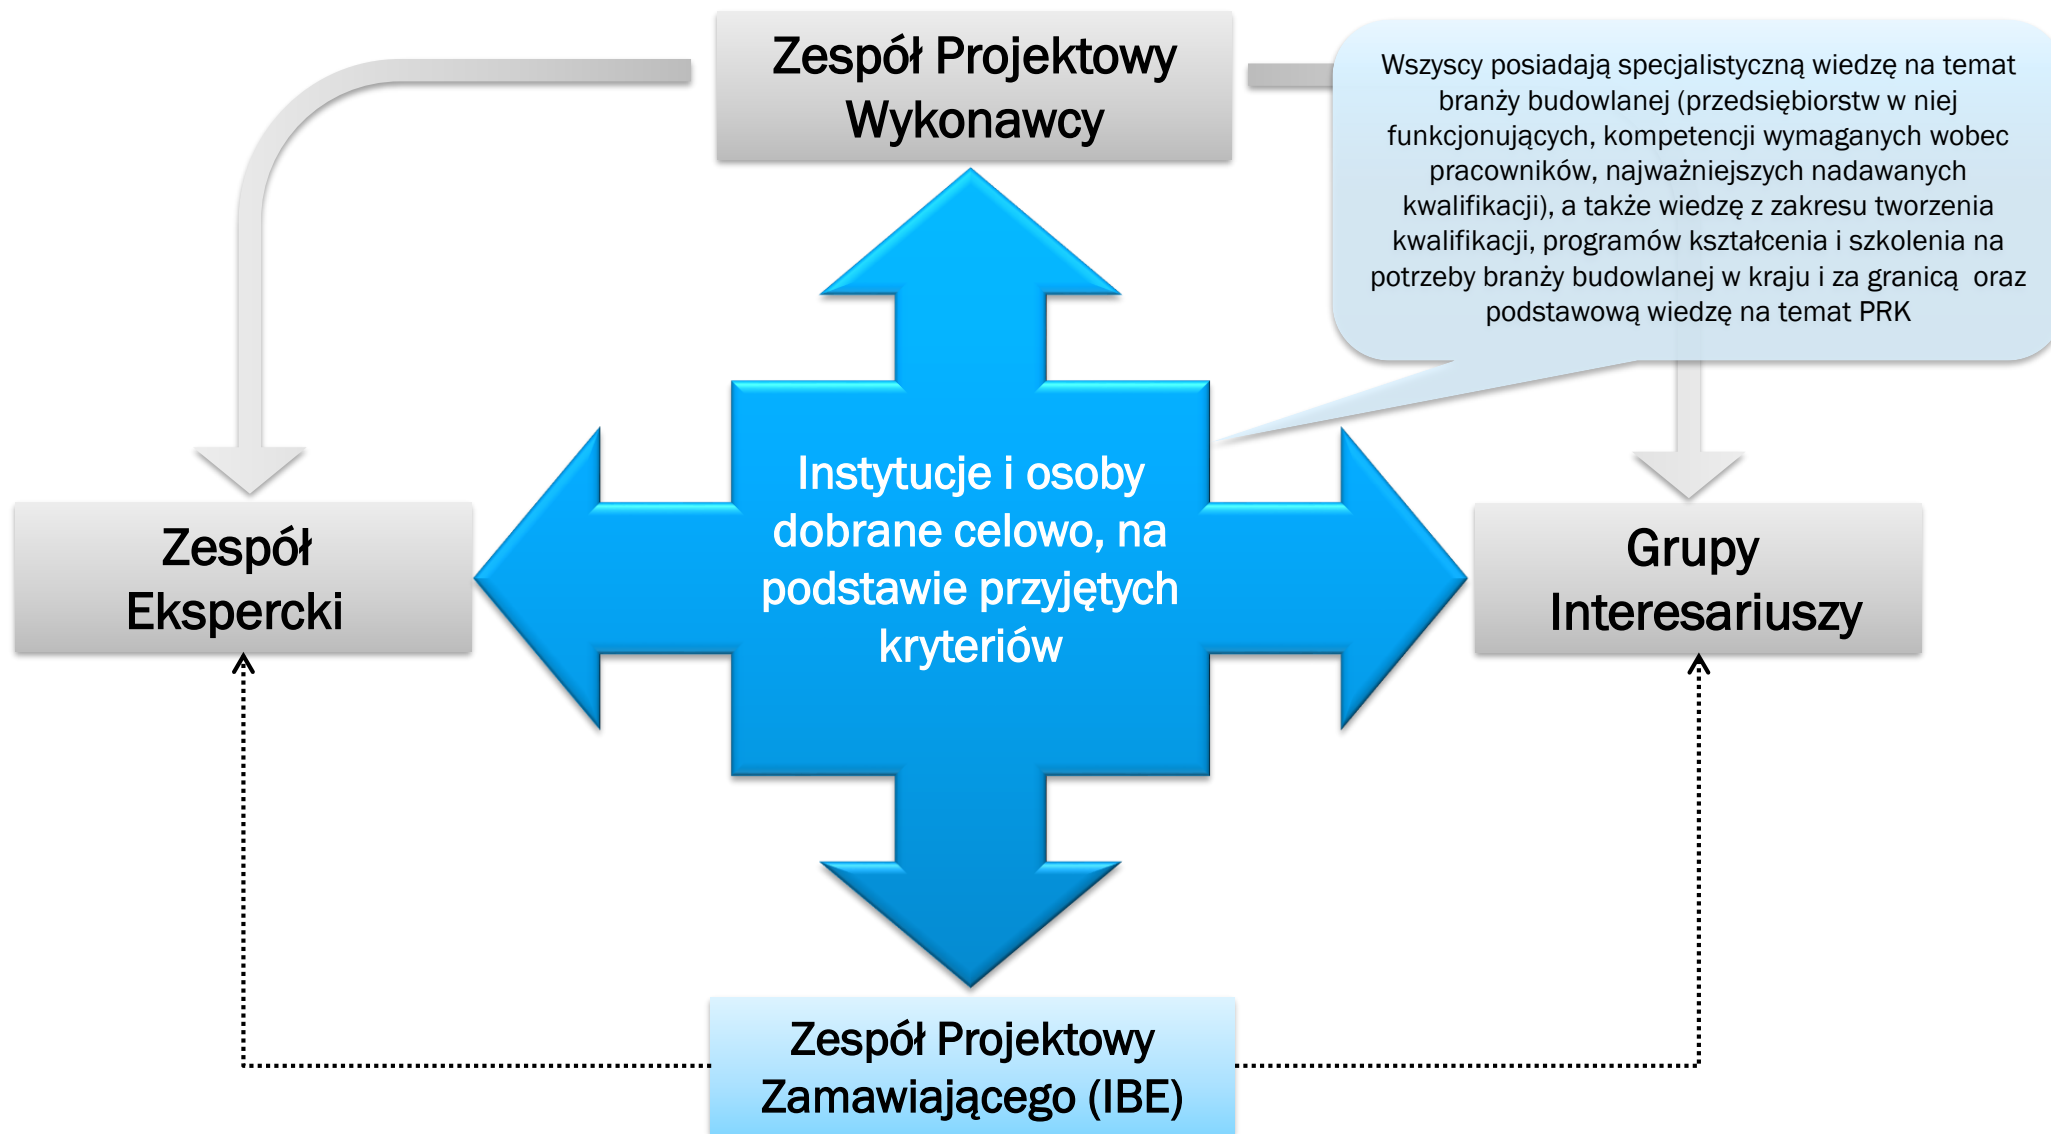 Zespół Projektowy
Wykonawcy
Wszyscy posiadają specjalistyczną wiedzę na temat
branży budowlanej (przedsiębiorstw w niej
funkcjonujących, kompetencji wymaganych wobec
pracowników, najważniejszych nadawanych
kwalifikacji), a także wiedzę z zakresu tworzenia
kwalifikacji, programów kształcenia i szkolenia na
potrzeby branży budowlanej w kraju i za granicą oraz
podstawową wiedzę na temat PRK
Instytucje i osoby
dobrane celowo, na
podstawie przyjętych
kryteriów
Zespół
Ekspercki
Grupy
Interesariuszy
Zespół Projektowy
Zamawiającego (IBE)